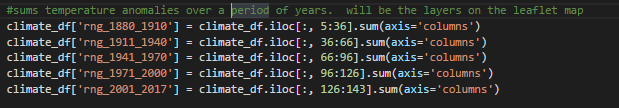 #sums temperature anomalies over a period of years.  will be the layers on the leaflet map
climate_df['rng_1880_1910'] = climate_df.iloc[:, 5:36].sum(axis='columns')
climate_df['rng_1911_1940'] = climate_df.iloc[:, 36:66].sum(axis='columns')
climate_df['rng_1941_1970'] = climate_df.iloc[:, 66:96].sum(axis='columns')
climate_df['rng_1971_2000'] = climate_df.iloc[:, 96:126].sum(axis='columns')
climate_df['rng_2001_2017'] = climate_df.iloc[:, 126:143].sum(axis='columns')